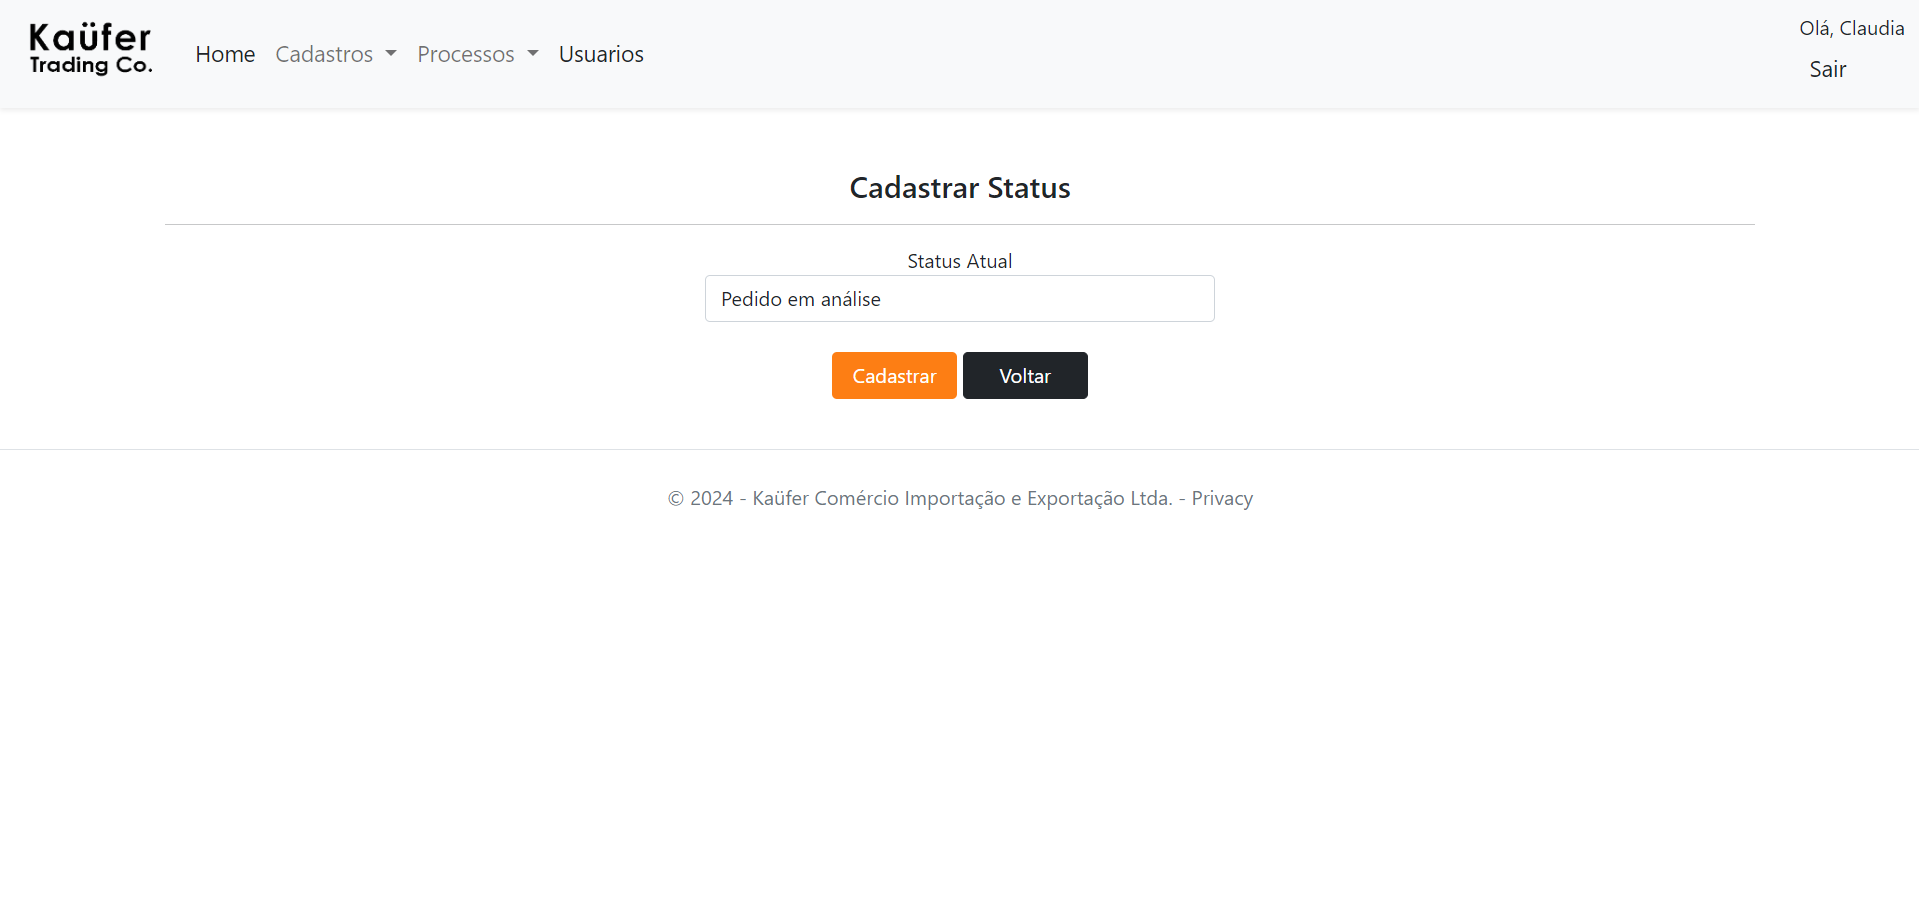 Kaüfer
Trading Co.
Home Cadastros Processos Usuarios
Olá, Claudia
Sair
Cadastrar Status
Status Atual
Pedido em análise
Cadastrar Voltar
© 2024 - Kaüfer Comércio Importação e Exportação Ltda. - Privacy